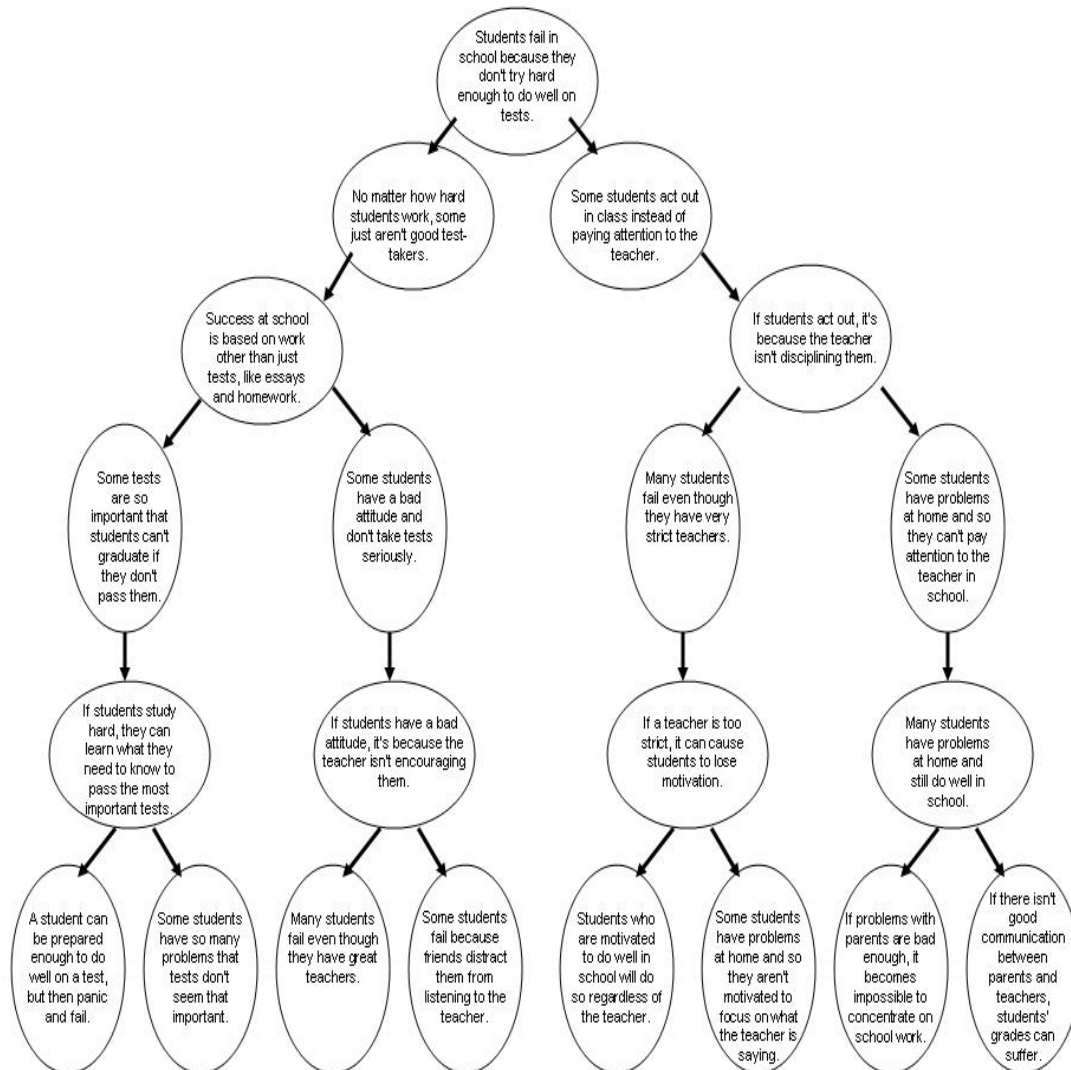 Students fail in
school because they
don't try hard
enough to do well on
tests.
No matter how hard
students work, some
just aren't good test-
takers.
Some students act out
in class instead of
paying attention to the
teacher.
Success at school
is based on work
other than just
tests, like essays
and homework.
If students act out, it's
because the teacher
isn't disciplining them.
Some tests
are so
important that
students can't
graduate if
they don't
pass them.
Some students
have a bad
attitude and
don't take tests
seriously.
Many students
fail even though
they have very
strict teachers.
Some students
have problems
at home and so
they can't pay
attention to the
teacher in
school.
If students study
hard, they can
learn what they
need to know to
pass the most
important tests.
If students have a bad
attitude, it's because the
teacher isn't encouraging
them.
If a teacher is too
strict, it can cause
students to lose
motivation.
Many students
have problems
at home and
still do well in
school.
A student can
be prepared
enough to do
well on a test,
but then panic
and fail.
Some students
have so many
problems that
tests don't
seem that
important.
Many students
fail even though
they have great
teachers.
Some students
fail because
friends distract
them from
listening to the
teacher.
Students who
are motivated
to do well in
school will do
so regardless of
the teacher.
Some students
have problems
at home and so
they aren't
motivated to
focus on what
the teacher is
saying.
If problems with
parents are bad
enough, it
becomes
impossible to
concentrate on
school work.
If there isn't
good
communication
between
parents and
teachers,
students'
grades can
suffer.